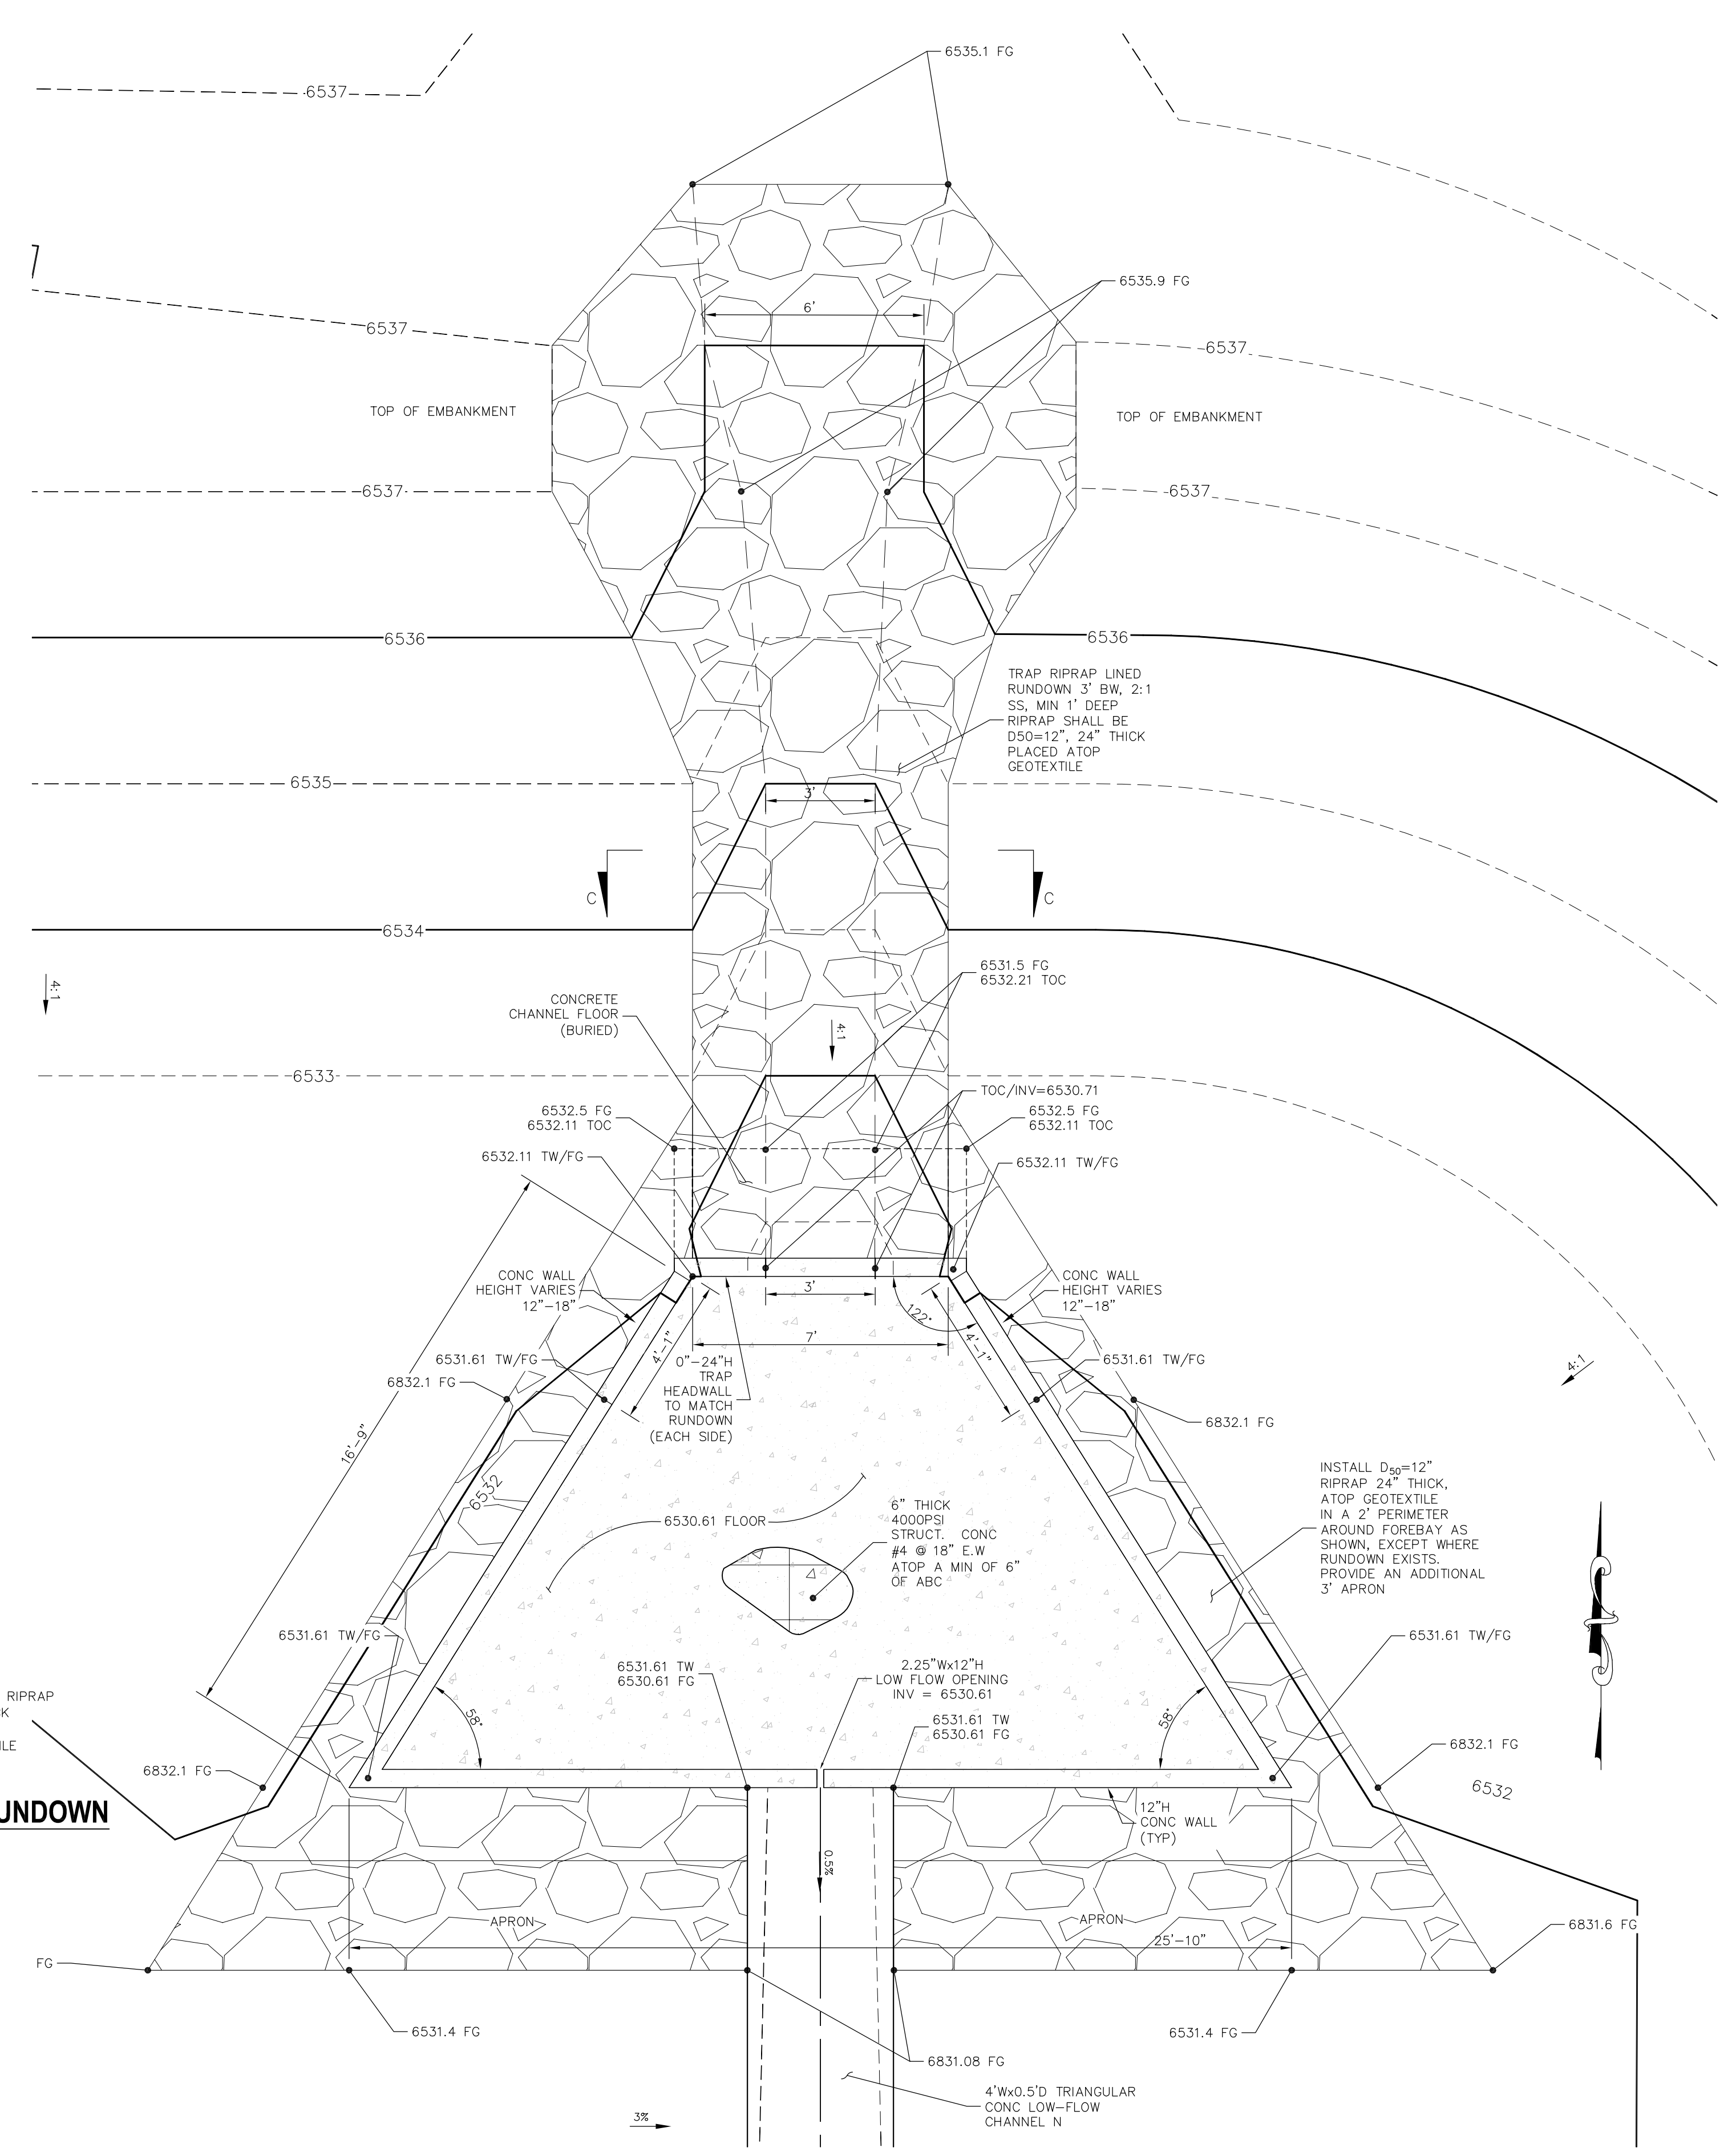 6535.1 FG
6537
6535.9 FG
6'
6537
6537
TOP OF EMBANKMENT
TOP OF EMBANKMENT
6537
6537
6536
6536
TRAP RIPRAP LINED
RUNDOWN 3' BW, 2:1
SS, MIN 1' DEEP
RIPRAP SHALL BE
D50=12", 24" THICK
PLACED ATOP
GEOTEXTILE
6535
3'
C
C
6534
6531.5 FG
6532.21 TOC
4:1
CONCRETE
CHANNEL FLOOR
(BURIED)
4:1
6533
TOC/INV=6530.71
6532.5 FG
6532.11 TOC
6532.5 FG
6532.11 TOC
6532.11 TW/FG
6532.11 TW/FG
CONC WALL
HEIGHT VARIES
12"-18"
CONC WALL
HEIGHT VARIES
12"-18"
3'
122°
7'
4'-1"
4'-1"
6531.61 TW/FG
6531.61 TW/FG
0"-24"H
TRAP
HEADWALL
TO MATCH
RUNDOWN
(EACH SIDE)
6832.1 FG
6832.1 FG
4:1
16'-9"
6532
INSTALL D50=12"
RIPRAP 24" THICK,
ATOP GEOTEXTILE
IN A 2' PERIMETER
AROUND FOREBAY AS
SHOWN, EXCEPT WHERE
RUNDOWN EXISTS.
PROVIDE AN ADDITIONAL
3' APRON
6530.61 FLOOR
6" THICK
4000PSI
STRUCT. CONC
#4 @ 18" E.W
ATOP A MIN OF 6"
OF ABC
6531.61 TW/FG
6531.61 TW/FG
6531.61 TW
6530.61 FG
2.25"Wx12"H
LOW FLOW OPENING
INV = 6530.61
RIPRAP
58°
58°
6531.61 TW
6530.61 FG
6832.1 FG
6832.1 FG
6532
UNDOWN
12"H
CONC WALL
(TYP)
0.5%
APRON
APRON
25'-10"
6831.6 FG
FG
6531.4 FG
6531.4 FG
6831.08 FG
4'Wx0.5'D TRIANGULAR
CONC LOW-FLOW
CHANNEL N
3%